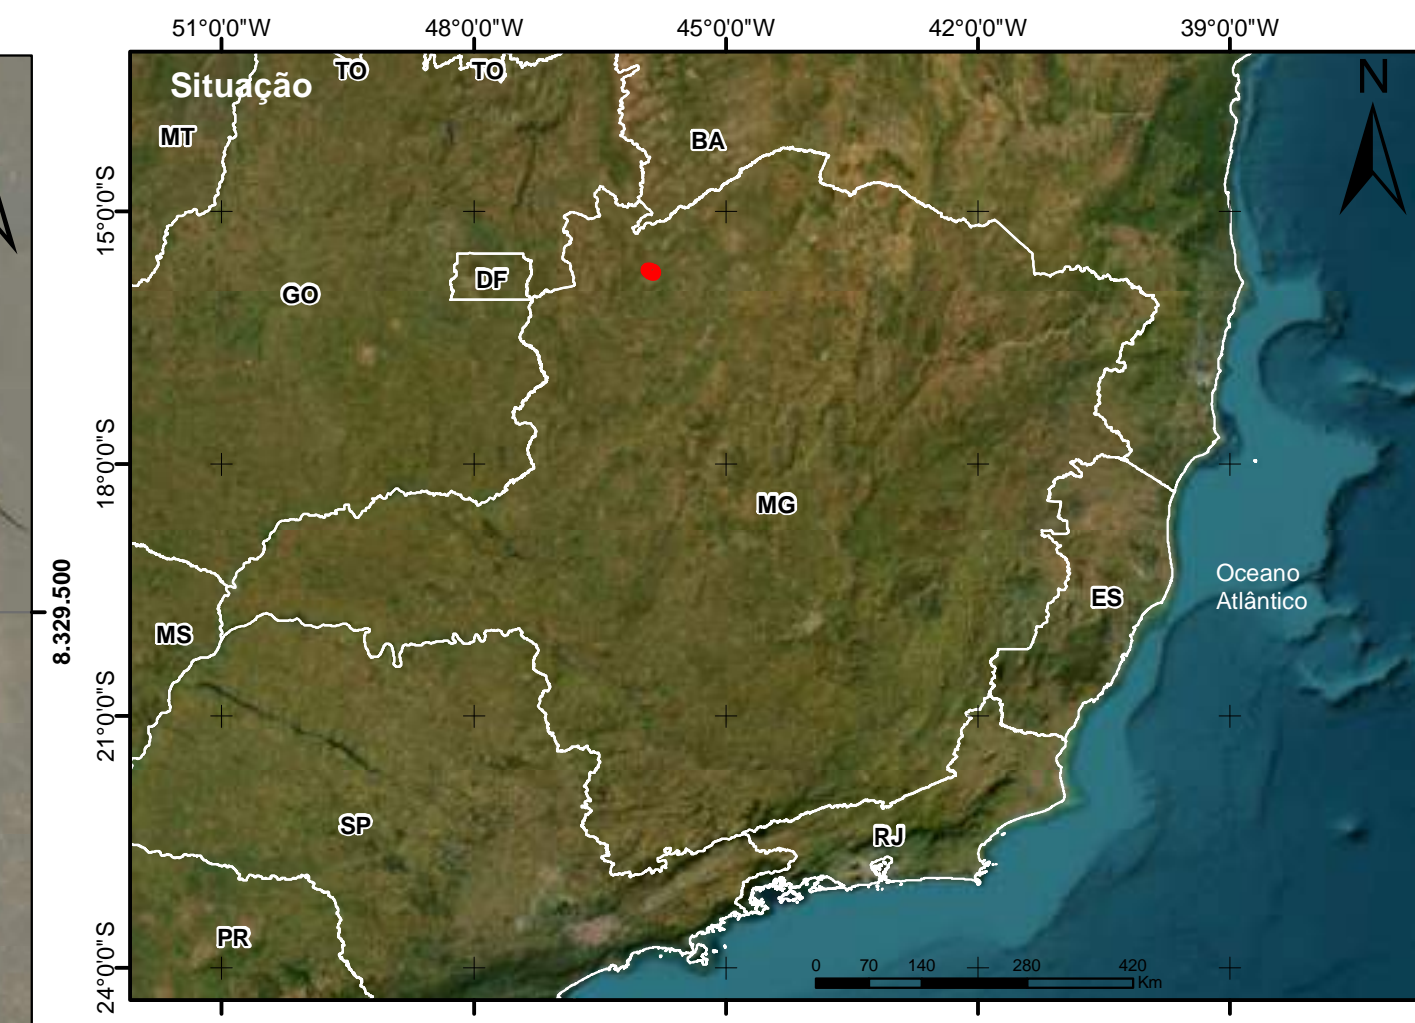 51°0'0"W 48°0'0"W 45°0'0"W 42°0'0"W 39°0'0"W
Situação
TO TO
N
MT
BA
15°0'0"S
DF
GO
18°0'0"S
MG
8.329.500
Oceano
Atlântico
ES
MS
21°0'0"S
SP
RJ
PR
24°0'0"S
0 70 140 280 420
Km